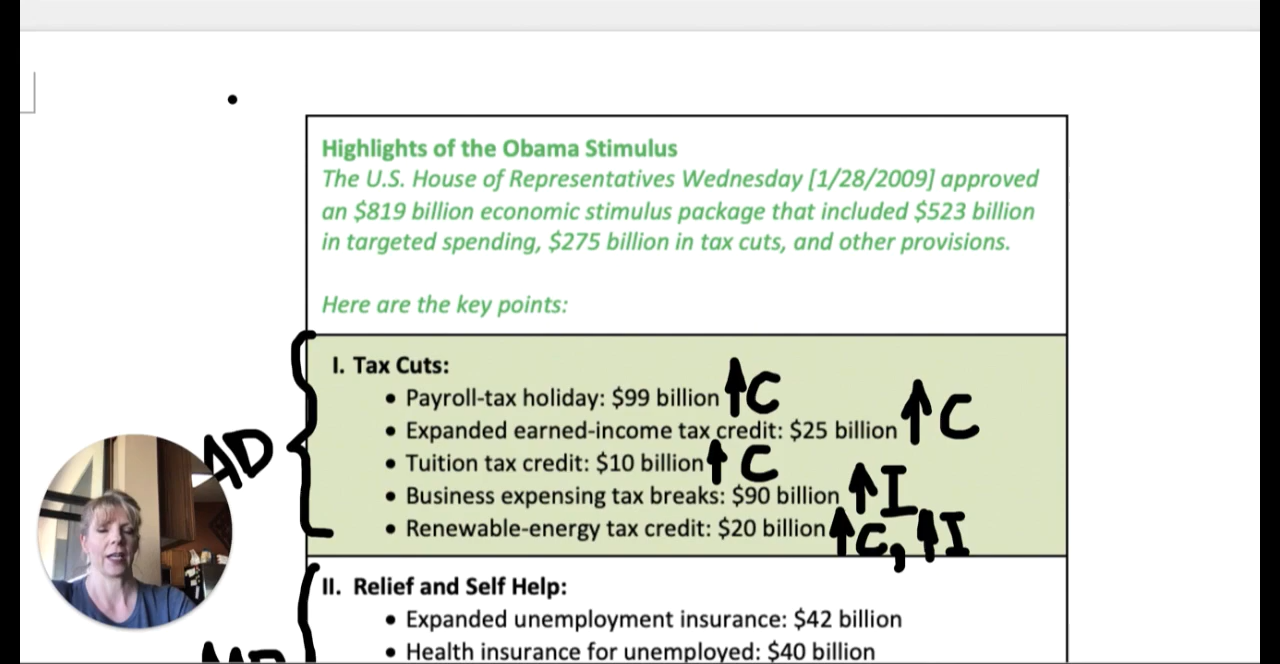 Highlights of the Obama Stimulus
The U.S. House of Representatives Wednesday [1/28/2009] approved
an $819 billion economic stimulus package that included $523 billion
in targeted spending, $275 billion in tax cuts, and other provisions.
Here are the key points:
I. Tax Cuts:
• Payroll-tax holiday: $99 billion ↑C
• Expanded earned-income tax credit: $25 billion ↑C
AD
• Tuition tax credit: $10 billion ↑C
• Business expensing tax breaks: $90 billion ↑I
• Renewable-energy tax credit: $20 billion ↑C, ↑I
II. Relief and Self Help:
• Expanded unemployment insurance: $42 billion
• Health insurance for unemployed: $40 billion